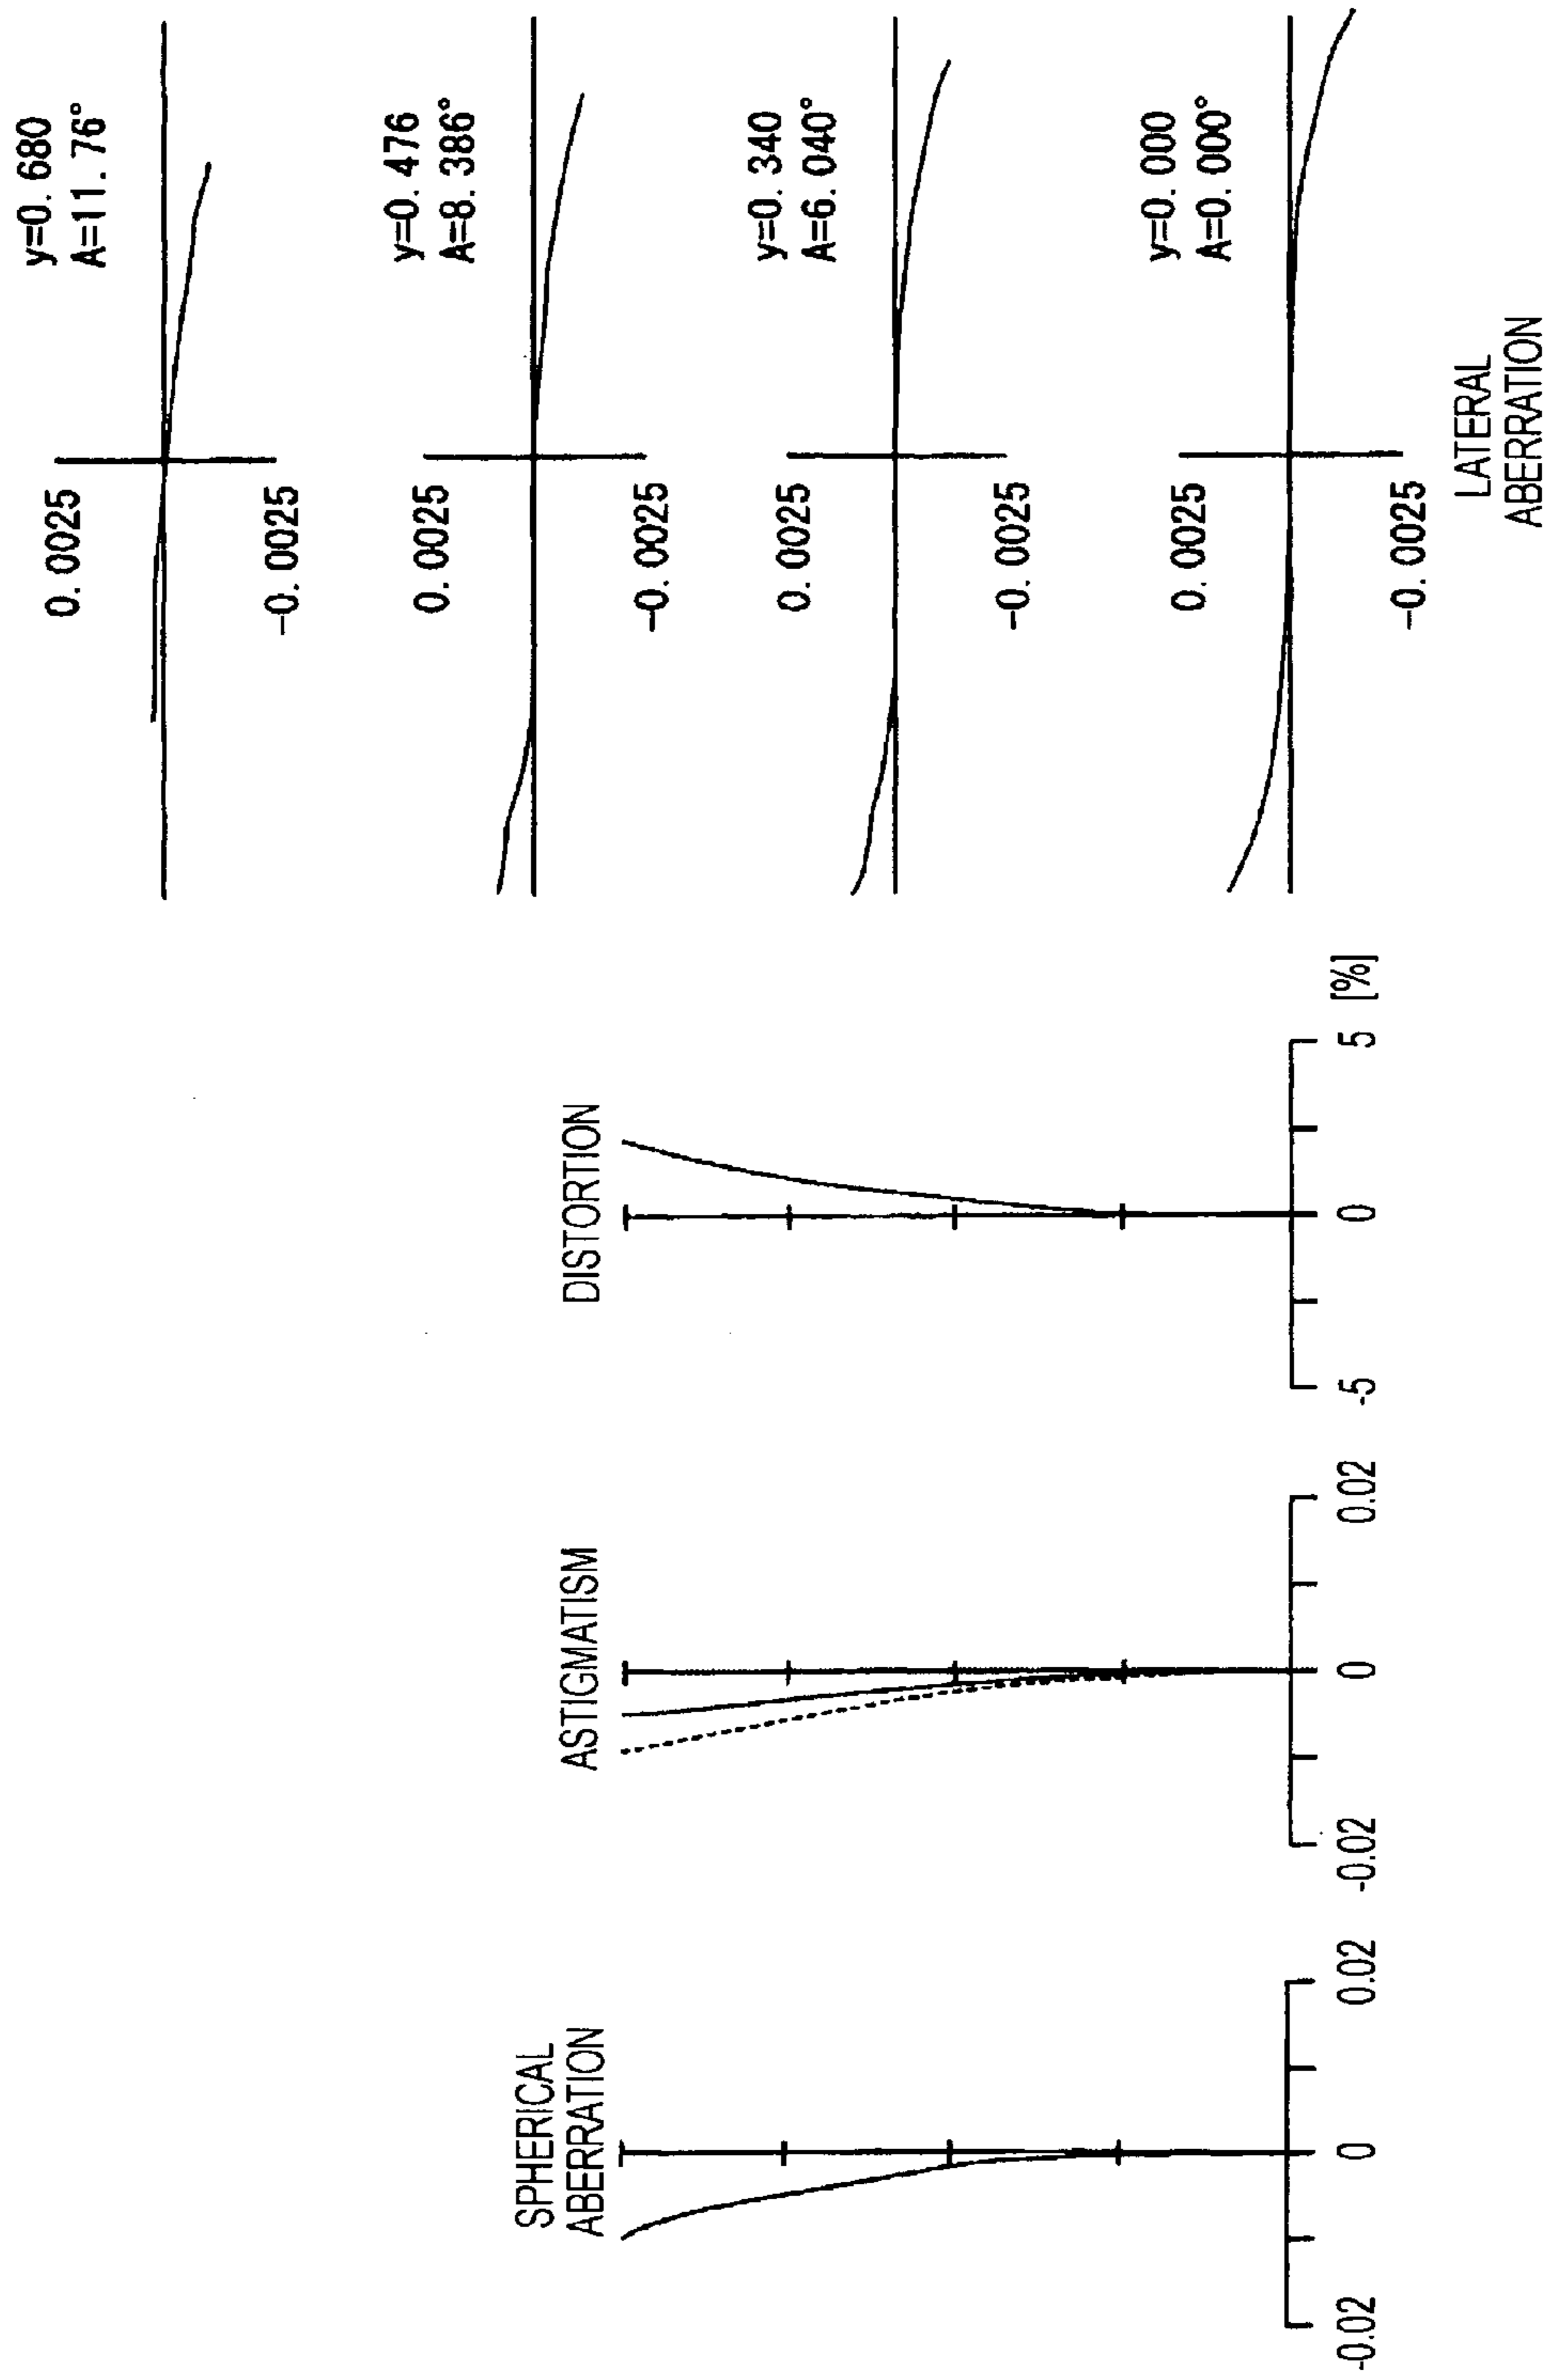 SPHERICAL
ABERRATION
-0.02
0
0.02
ASTIGMATISM
-0.02
0
0.02
DISTORTION
-5
0
5
[%]
y=0.680
A=11.76°
0.0025
-0.0025
y=0.476
A=8.386°
0.0025
-0.0025
y=0.340
A=6.040°
0.0025
-0.0025
y=0.000
A=0.000°
0.0025
-0.0025
LATERAL
ABERRATION